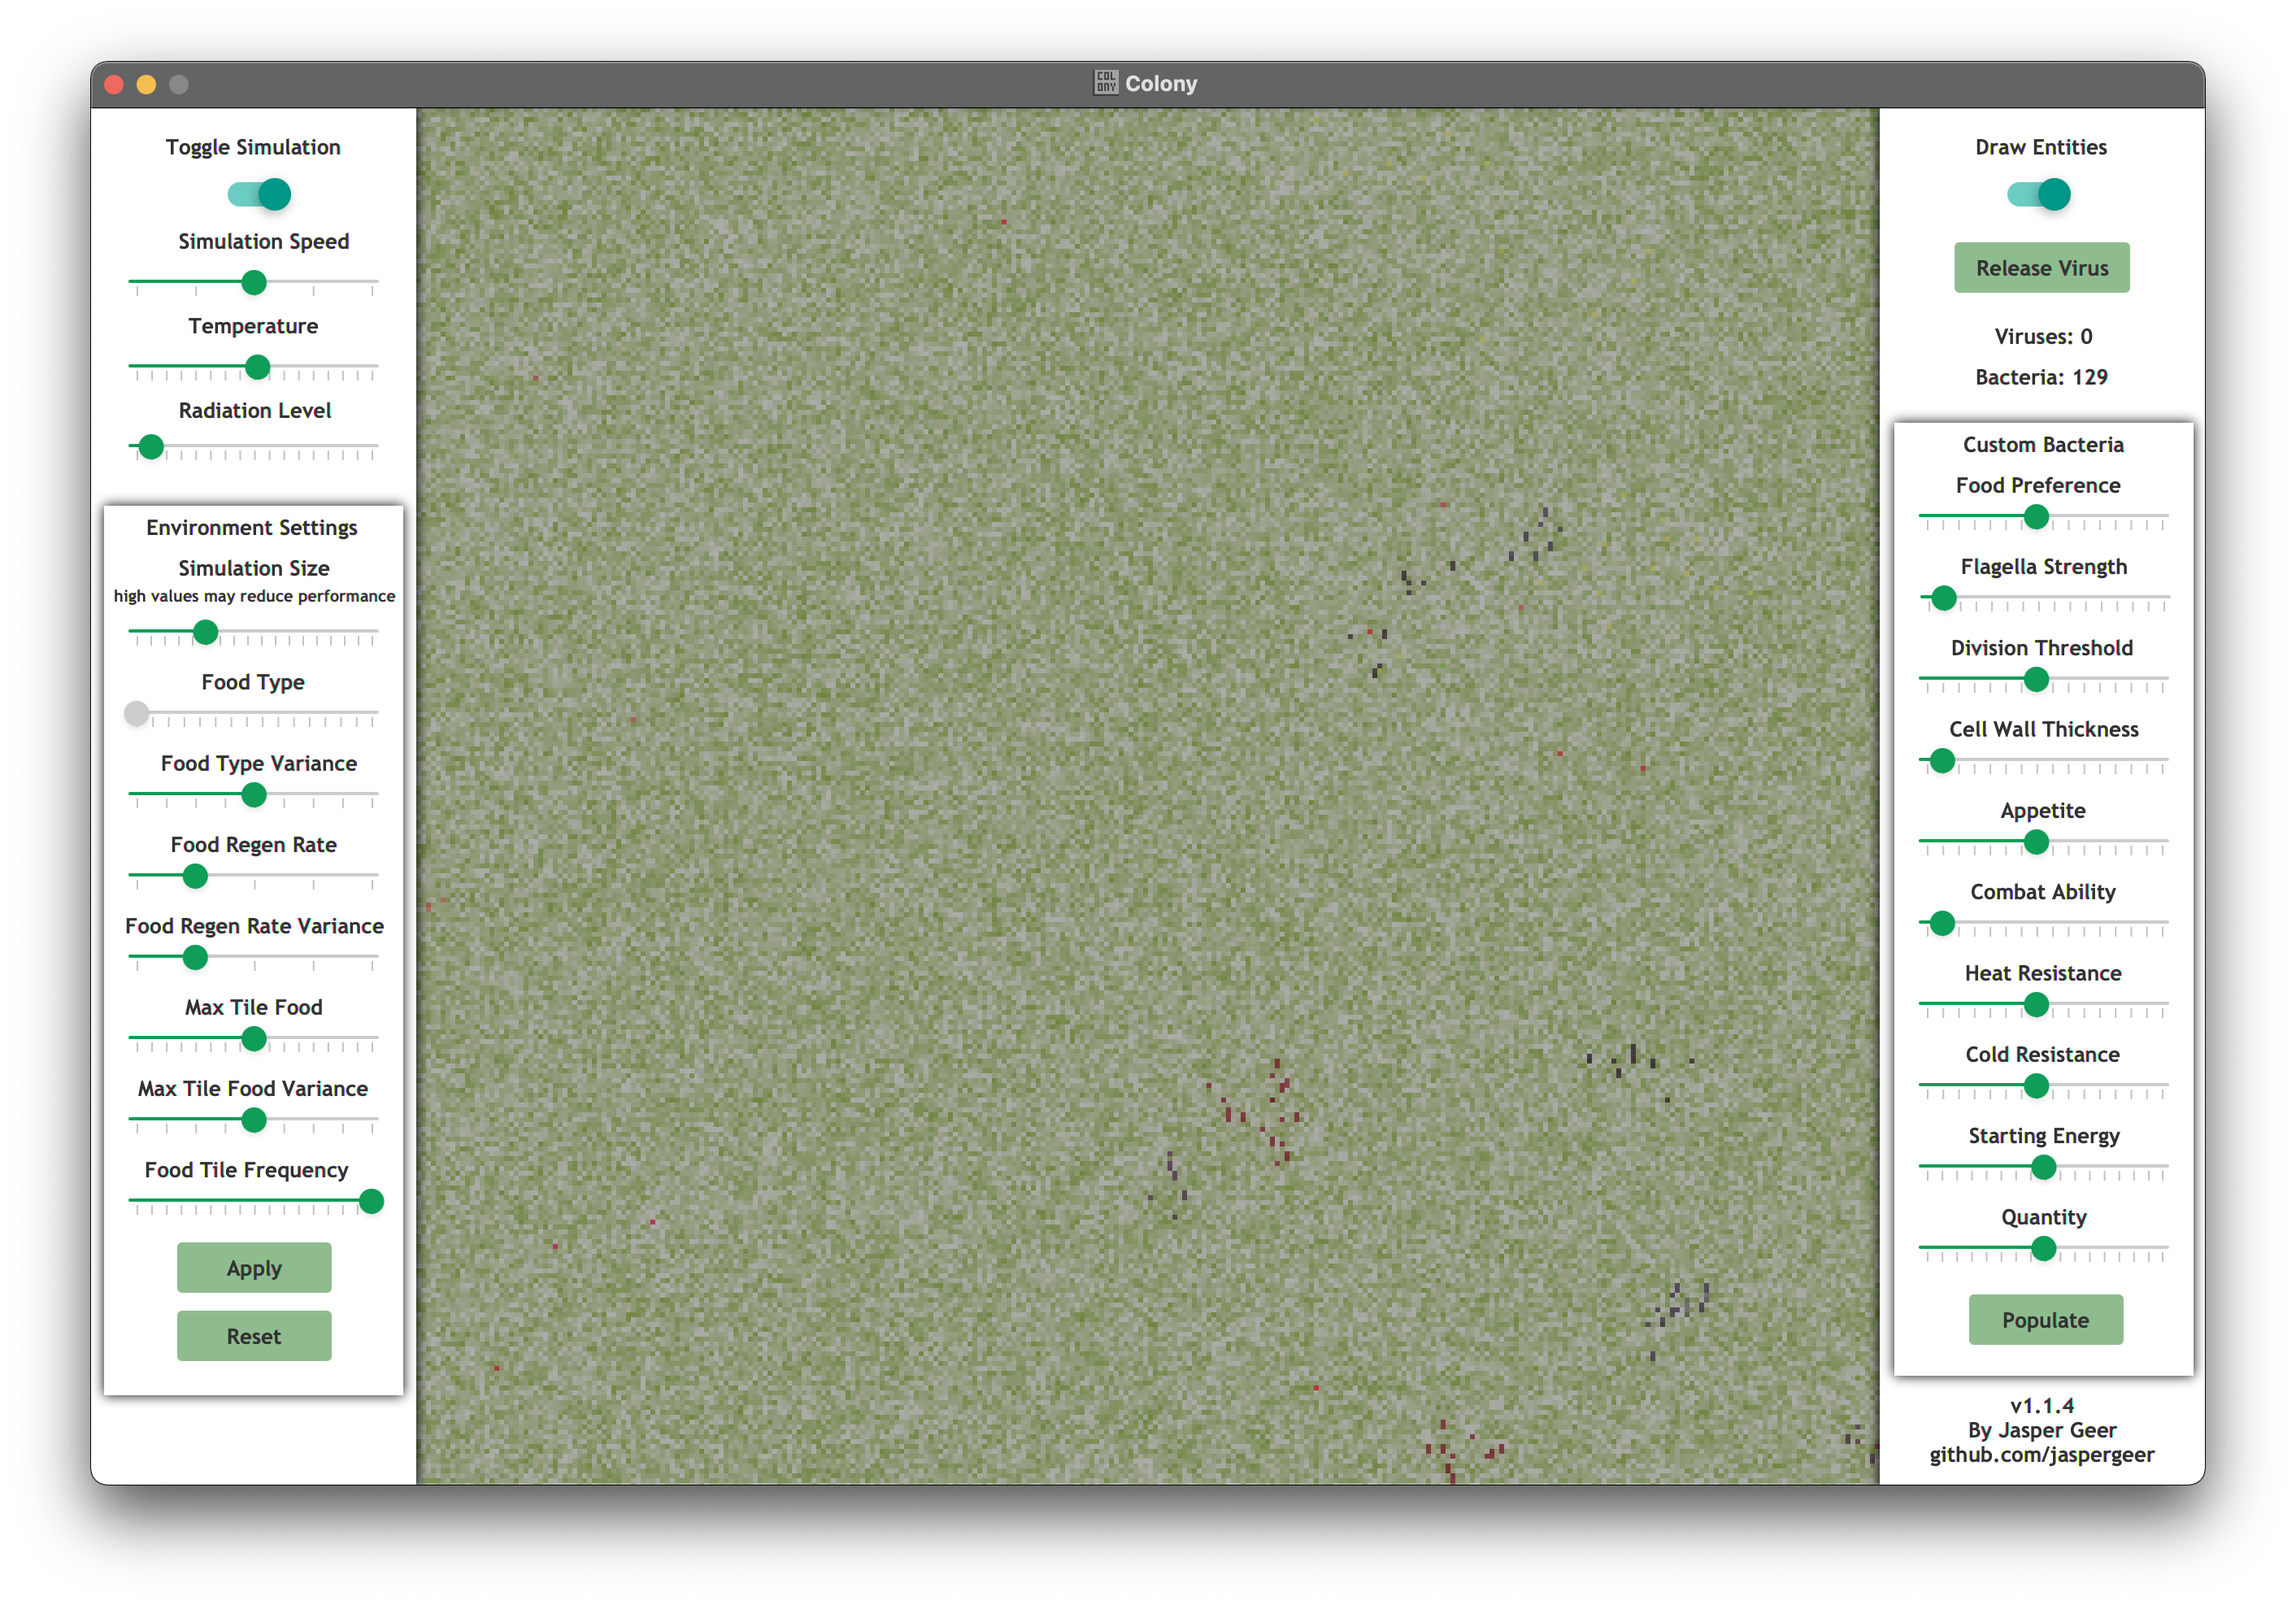 COL
ONY
Colony
Toggle Simulation
Simulation Speed
Temperature
Radiation Level
Environment Settings
Simulation Size
high values may reduce performance
Food Type
Food Type Variance
Food Regen Rate
Food Regen Rate Variance
Max Tile Food
Max Tile Food Variance
Food Tile Frequency
Apply
Reset
Draw Entities
Release Virus
Viruses: 0
Bacteria: 129
Custom Bacteria
Food Preference
Flagella Strength
Division Threshold
Cell Wall Thickness
Appetite
Combat Ability
Heat Resistance
Cold Resistance
Starting Energy
Quantity
Populate
v1.1.4
By Jasper Geer
github.com/jaspergeer